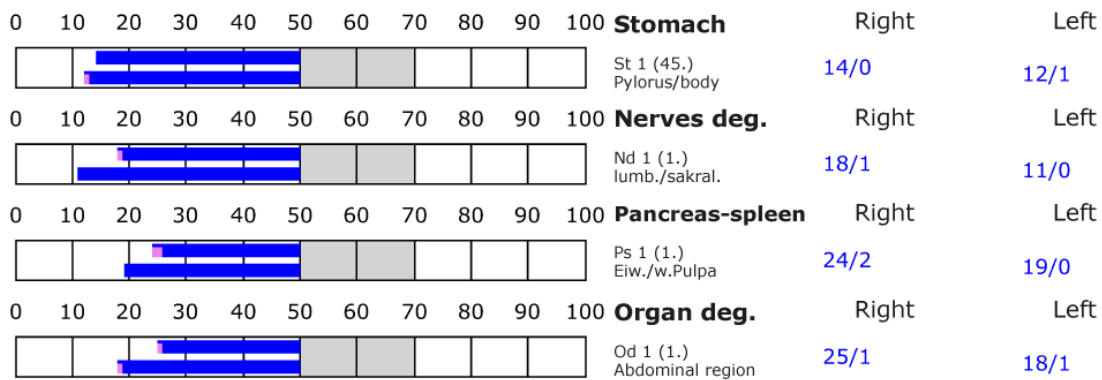 0 10 20 30 40 50 60 70 80 90 100 Stomach Right Left
St 1 (45.)
Pylorus/body
14/0 12/1
0 10 20 30 40 50 60 70 80 90 100 Nerves deg. Right Left
Nd 1 (1.)
lumb./sakral.
18/1 11/0
0 10 20 30 40 50 60 70 80 90 100 Pancreas-spleen Right Left
Ps 1 (1.)
Eiw./w.Pulpa
24/2 19/0
0 10 20 30 40 50 60 70 80 90 100 Organ deg. Right Left
Od 1 (1.)
Abdominal region
25/1 18/1